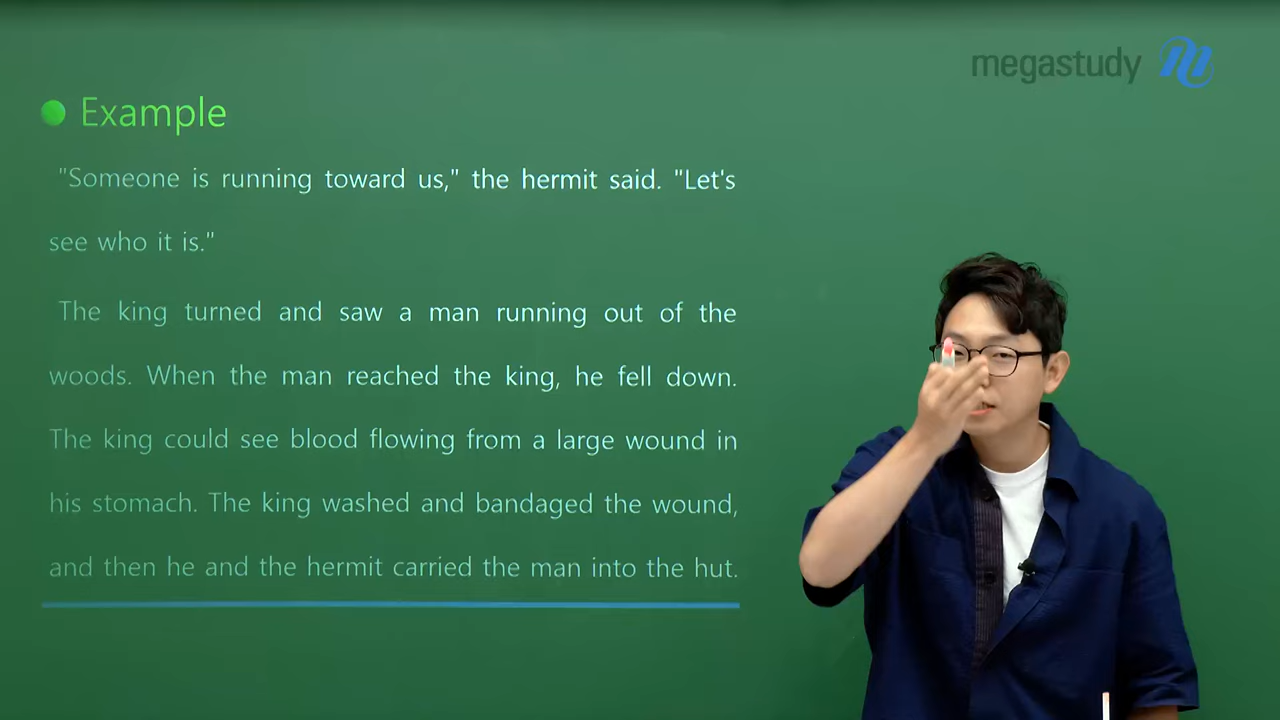 megastudy
Example
"Someone is running toward us," the hermit said. "Let's
see who it is."
The king turned and saw a man running out of the
woods. When the man reached the king, he fell down.
The king could see blood flowing from a large wound in
his stomach. The king washed and bandaged the wound,
and then he and the hermit carried the man into the hut.